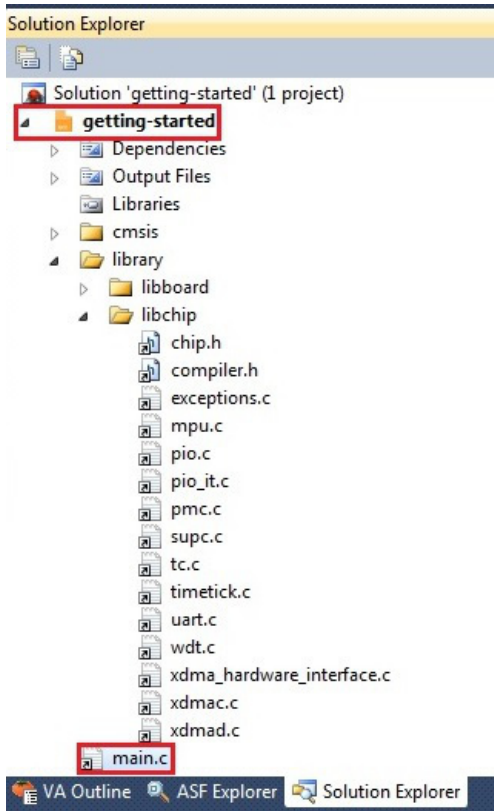 Solution Explorer
Solution 'getting-started' (1 project)
getting-started
Dependencies
Output Files
Libraries
cmsis
library
libboard
libchip
chip.h
compiler.h
exceptions.c
mpu.c
pio.c
pio_it.c
pmc.c
supc.c
tc.c
timetick.c
uart.c
wdt.c
xdma_hardware_interface.c
xdmac.c
xdmad.c
main.c
VA Outline ASF Explorer Solution Explorer